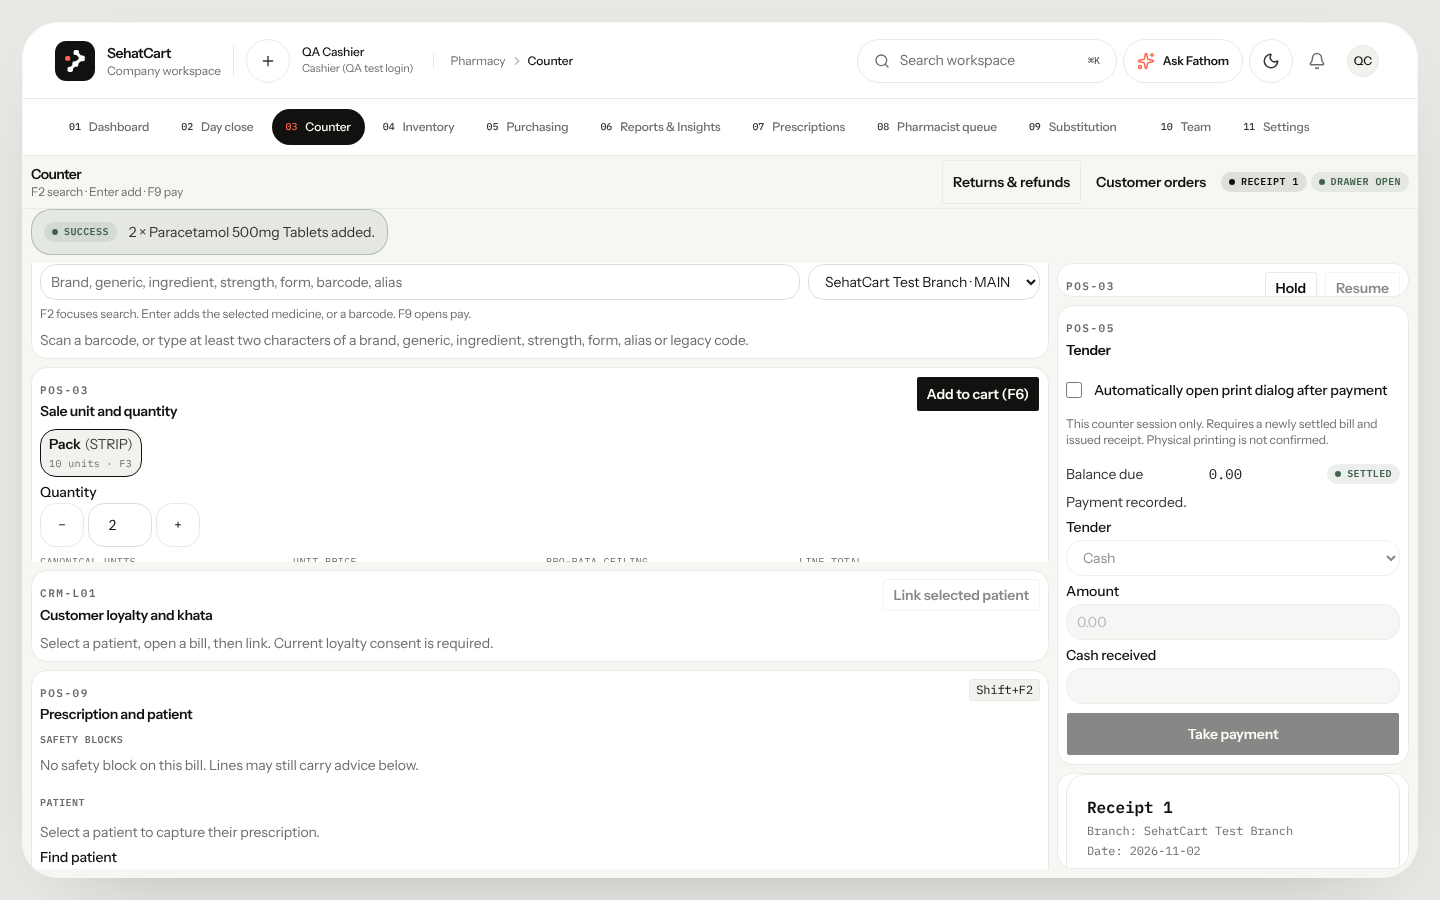 SehatCart
Company workspace
+
QA Cashier
Cashier (QA test login)
Pharmacy > Counter
Search workspace ⌘K
Ask Fathom
QC
01 Dashboard
02 Day close
03 Counter
04 Inventory
05 Purchasing
06 Reports & Insights
07 Prescriptions
08 Pharmacist queue
09 Substitution
10 Team
11 Settings
Counter
F2 search · Enter add · F9 pay
Returns & refunds
Customer orders
RECEIPT 1
DRAWER OPEN
SUCCESS 2 × Paracetamol 500mg Tablets added.
Brand, generic, ingredient, strength, form, barcode, alias
SehatCart Test Branch · MAIN
F2 focuses search. Enter adds the selected medicine, or a barcode. F9 opens pay.
Scan a barcode, or type at least two characters of a brand, generic, ingredient, strength, form, alias or legacy code.
POS-03
Sale unit and quantity
Add to cart (F6)
Pack (STRIP)
10 units · F3
Quantity
− 2 +
CANONICAL UNITS UNIT PRICE PRO-RATA CEILING LINE TOTAL
CRM-L01
Customer loyalty and khata
Link selected patient
Select a patient, open a bill, then link. Current loyalty consent is required.
POS-09
Prescription and patient
Shift+F2
SAFETY BLOCKS
No safety block on this bill. Lines may still carry advice below.
PATIENT
Select a patient to capture their prescription.
Find patient
POS-03
Hold
Resume
POS-05
Tender
Automatically open print dialog after payment
This counter session only. Requires a newly settled bill and
issued receipt. Physical printing is not confirmed.
Balance due 0.00 SETTLED
Payment recorded.
Tender
Cash
Amount
0.00
Cash received
Take payment
Receipt 1
Branch: SehatCart Test Branch
Date: 2026-11-02